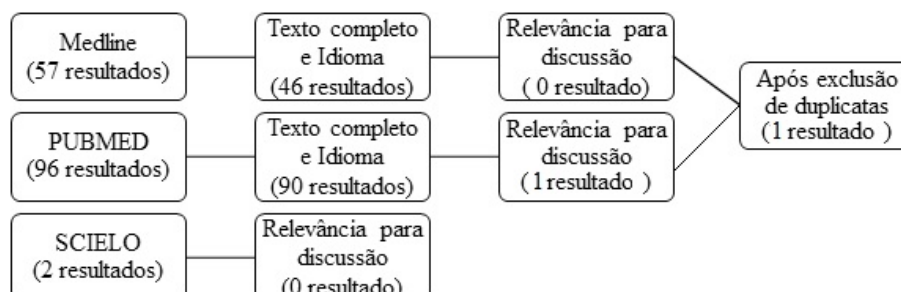 Medline
(57 resultados)
Texto completo
e Idioma
(46 resultados)
Relevância para
discussão
( 0 resultado)
Após exclusão
de duplicatas
(1 resultado )
PUBMED
(96 resultados)
Texto completo
e Idioma
(90 resultados)
Relevância para
discussão
( 1 resultado )
SCIELO
(2 resultados)
Relevância para
discussão
(0 resultado)